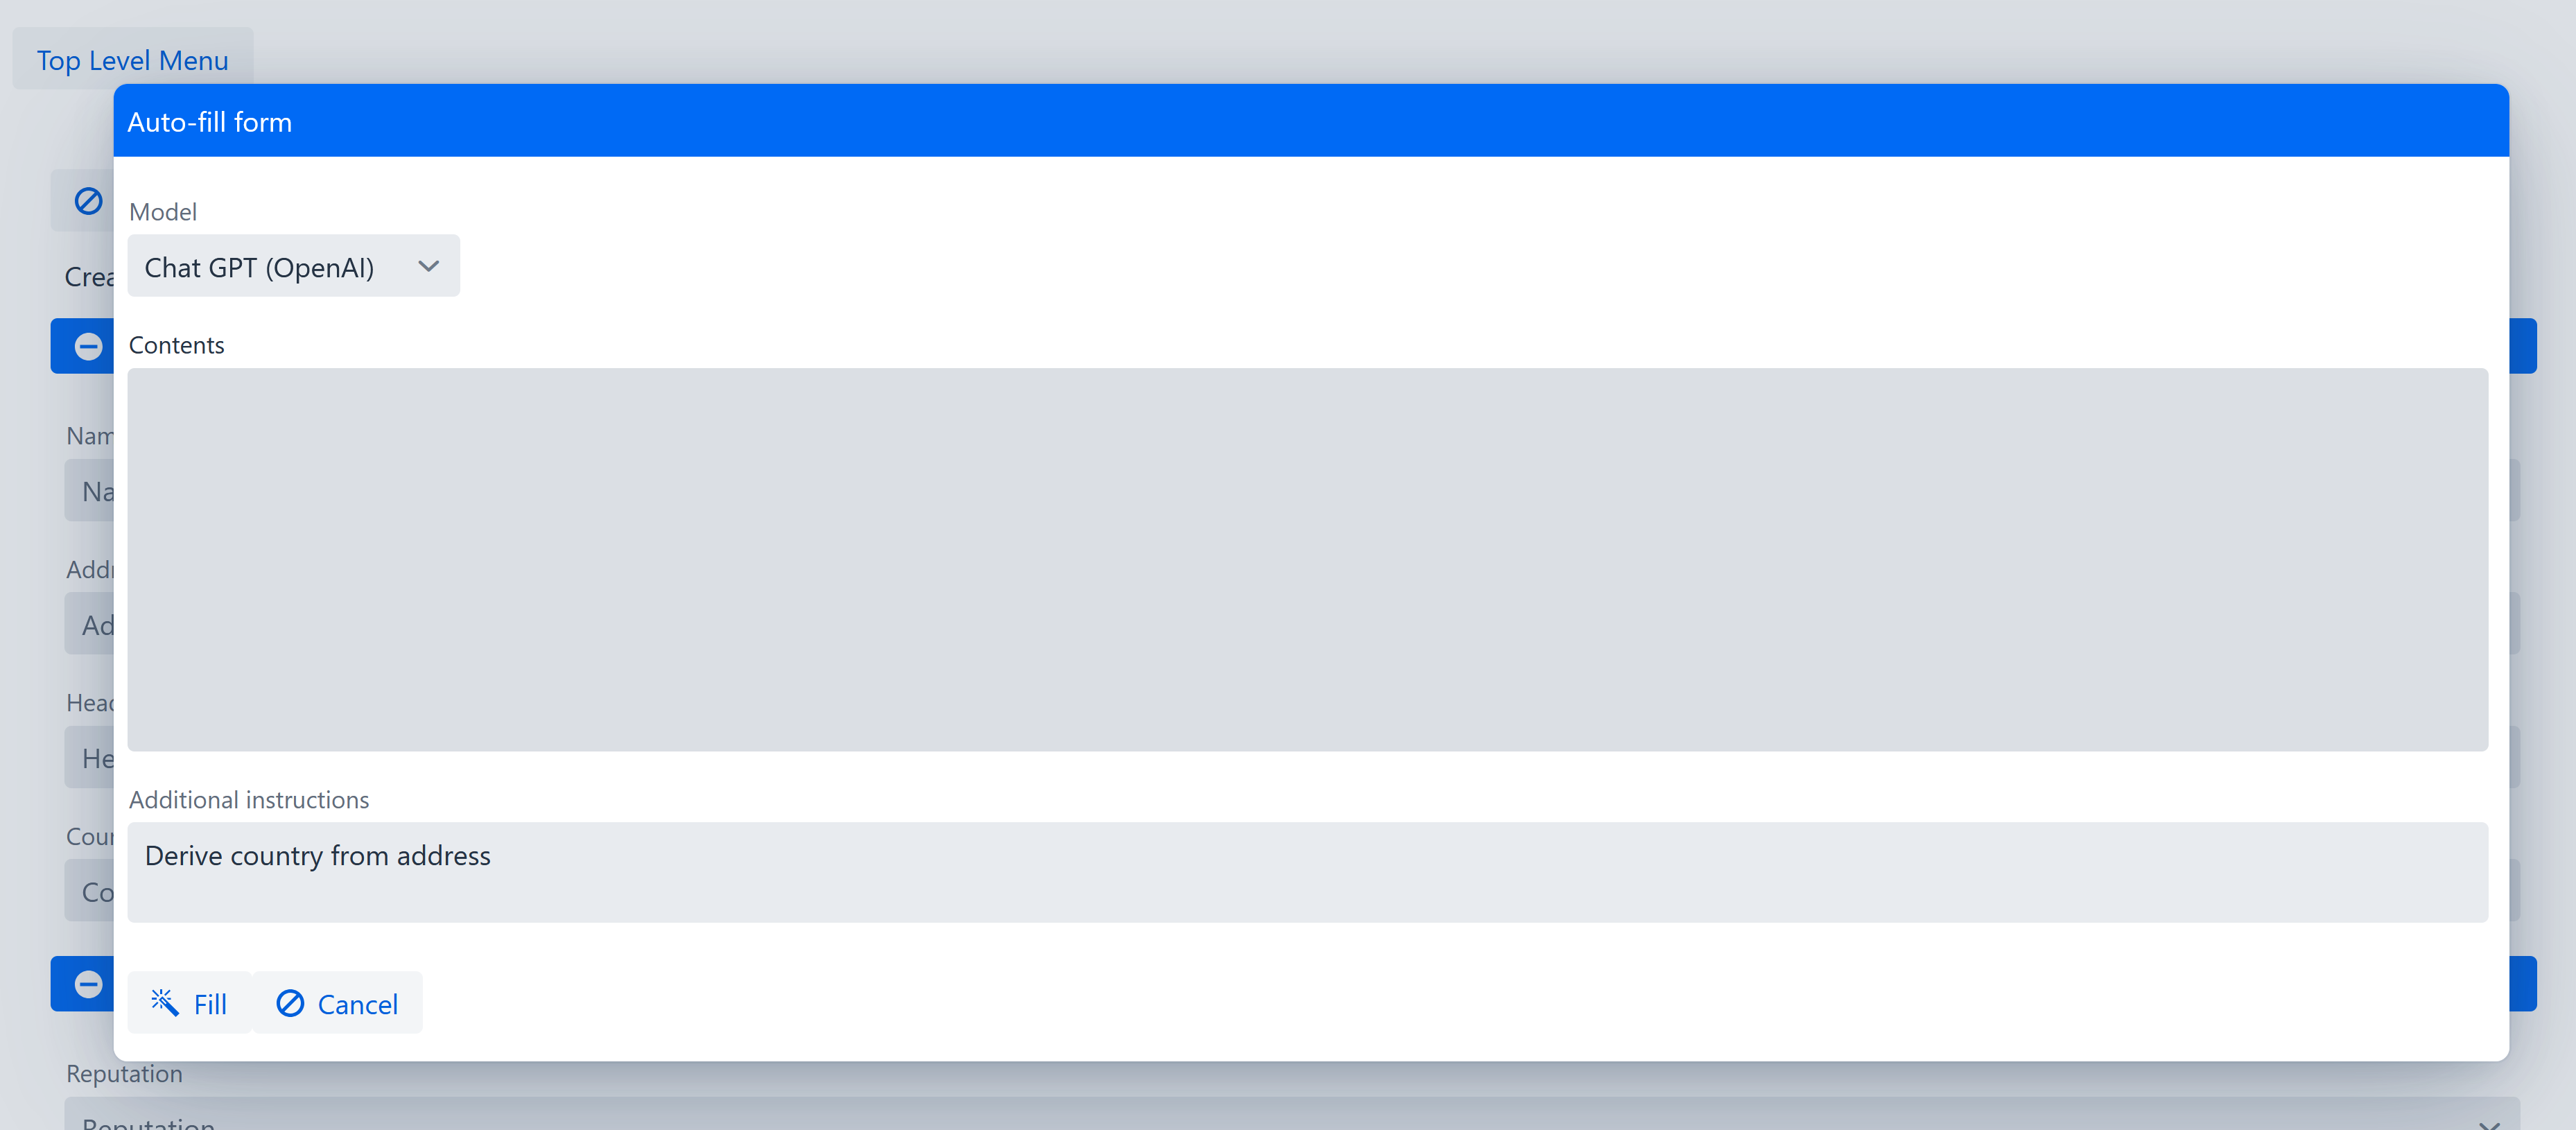 Top Level Menu
Auto-fill form
Model
Chat GPT (OpenAI)
Crea
Contents
Nam
Na
Addr
Ad
Head
He
Additional instructions
Coun
Derive country from address
Co
Fill
Cancel
Reputation
Reputation